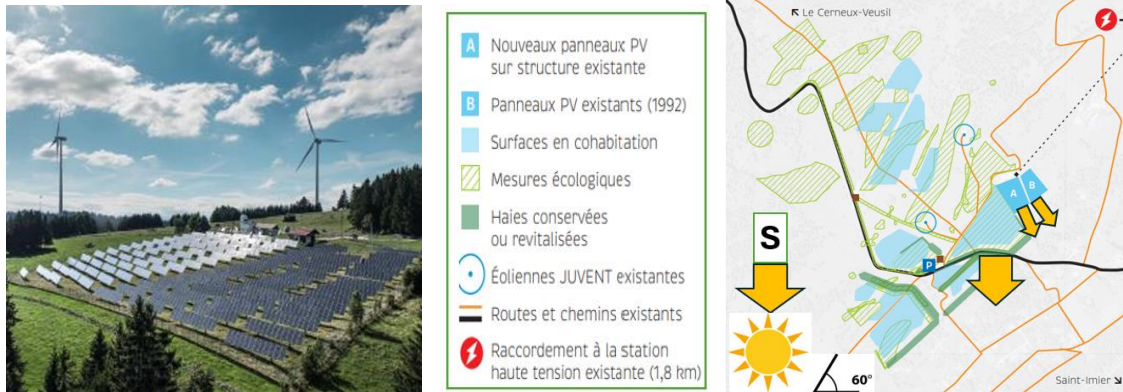 A Nouveaux panneaux PV
sur structure existante
B Panneaux PV existants (1992)
Surfaces en cohabitation
Mesures écologiques
Haies conservées
ou revitalisées
Éoliennes JUVENT existantes
Routes et chemins existants
Raccordement à la station
haute tension existante (1,8 km)
↖ Le Cerneux-Veusil
A B
S
P
60°
Saint-Imier ↘